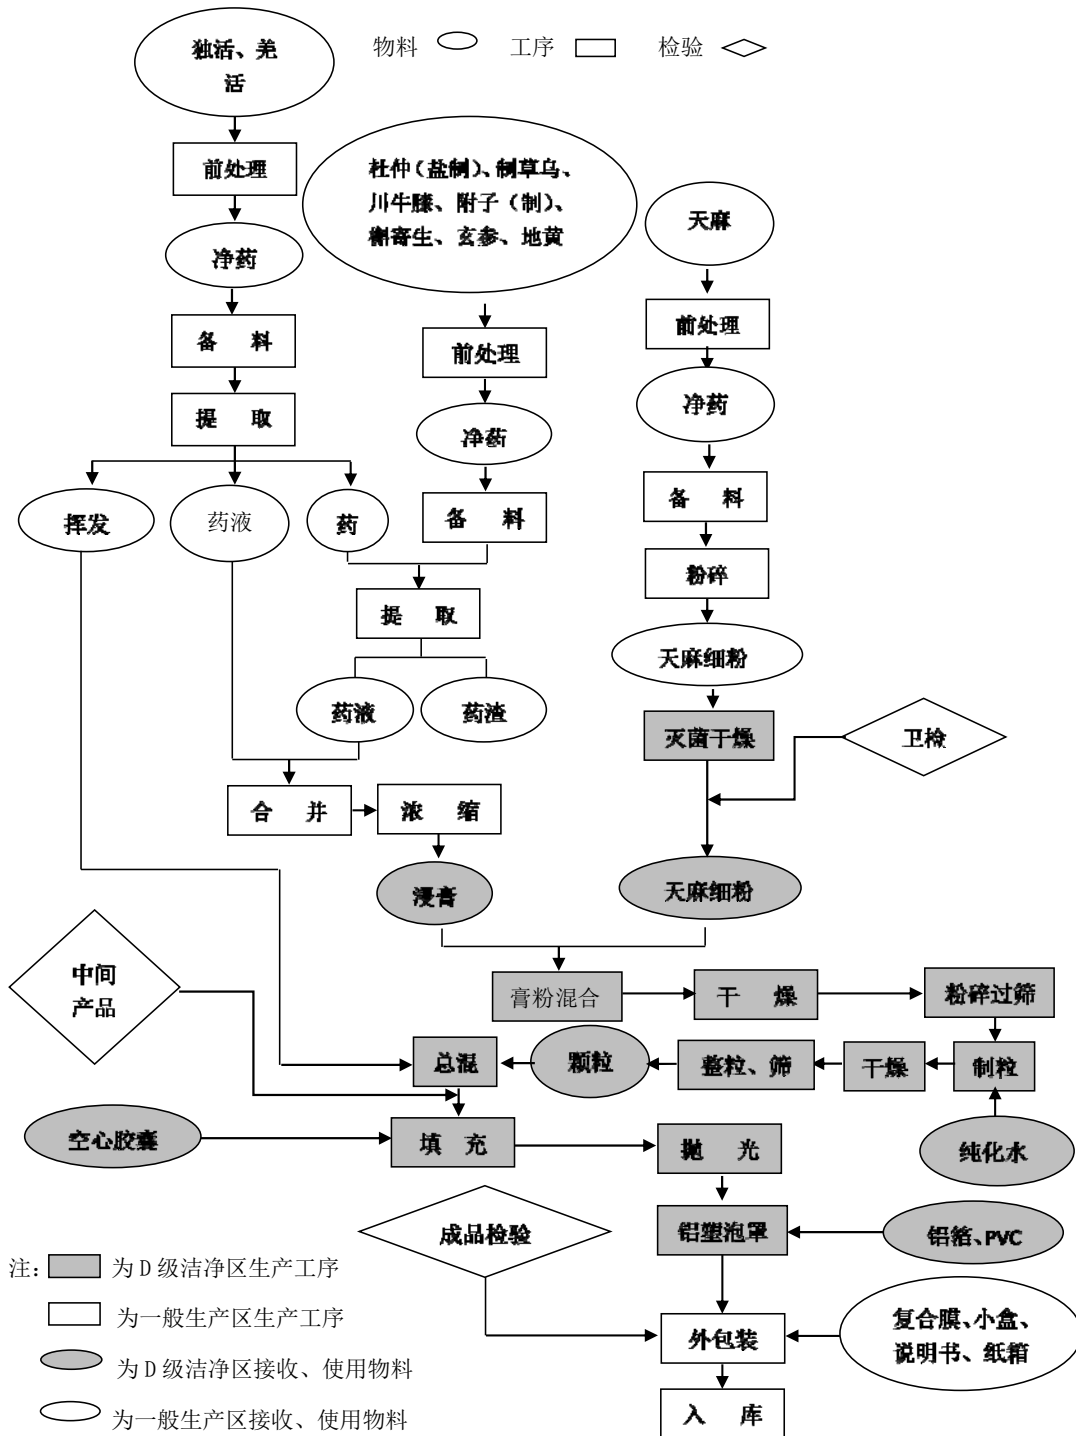 独活、羌
活
物料
工序
检验
前处理
净药
备 料
提 取
挥发
药液
药
杜仲（盐制）、制草乌、
川牛膝、附子（制）、
槲寄生、玄参、地黄
前处理
净药
备 料
提 取
药液
药渣
合 并
浓 缩
浸膏
天麻
前处理
净药
备 料
粉碎
天麻细粉
灭菌干燥
卫检
天麻细粉
中间
产品
膏粉混合
干 燥
粉碎过筛
总混
颗粒
整粒、筛
干燥
制粒
空心胶囊
填 充
抛 光
纯化水
成品检验
铝塑泡罩
铝箔、PVC
外包装
复合膜、小盒、
说明书、纸箱
入 库
注：
为 D 级洁净区生产工序
为一般生产区生产工序
为 D 级洁净区接收、使用物料
为一般生产区接收、使用物料